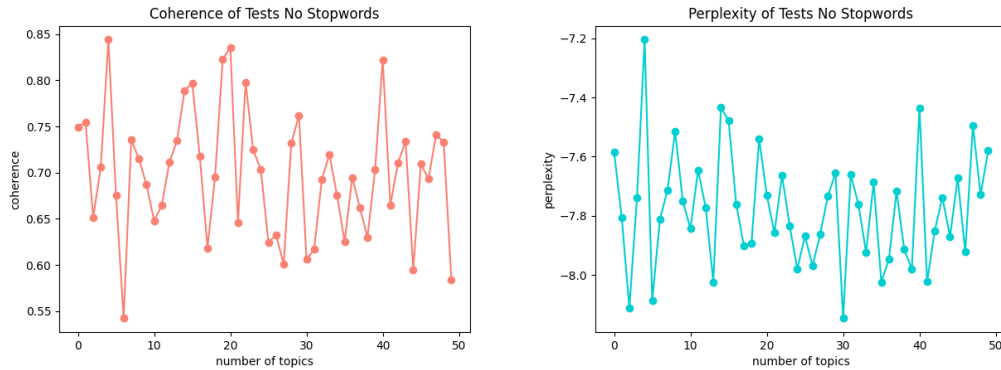 Coherence of Tests No Stopwords
0.85
0.80
0.75
0.70
0.65
0.60
0.55
coherence
0 10 20 30 40 50
number of topics
Perplexity of Tests No Stopwords
−7.2
−7.4
−7.6
−7.8
−8.0
perplexity
0 10 20 30 40 50
number of topics